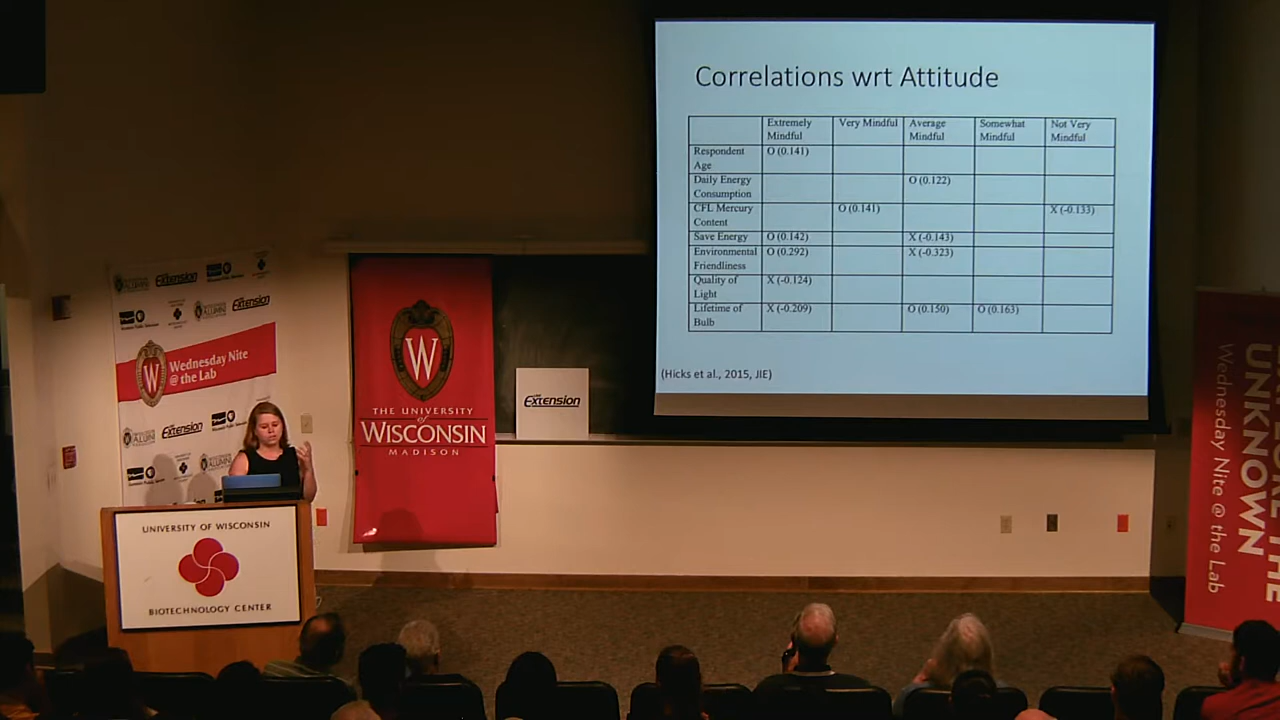 Correlations wrt Attitude
Extremely Mindful Very Mindful Average Mindful Somewhat Mindful Not Very Mindful
Respondent Age O (0.141)
Daily Energy Consumption O (0.122)
CFL Mercury Content O (0.141) X (-0.133)
Save Energy O (0.142) X (-0.143)
Environmental Friendliness O (0.292) X (-0.323)
Quality of Light X (-0.124)
Lifetime of Bulb X (-0.209) O (0.150) O (0.163)
(Hicks et al., 2015, JIE)
Extension
Extension
Wednesday Nite
@ the Lab
Extension
W
THE UNIVERSITY
of
WISCONSIN
MADISON
Extension
UNIVERSITY OF WISCONSIN
BIOTECHNOLOGY CENTER
THE
UNKNOWN
Wednesday Nite @ the Lab